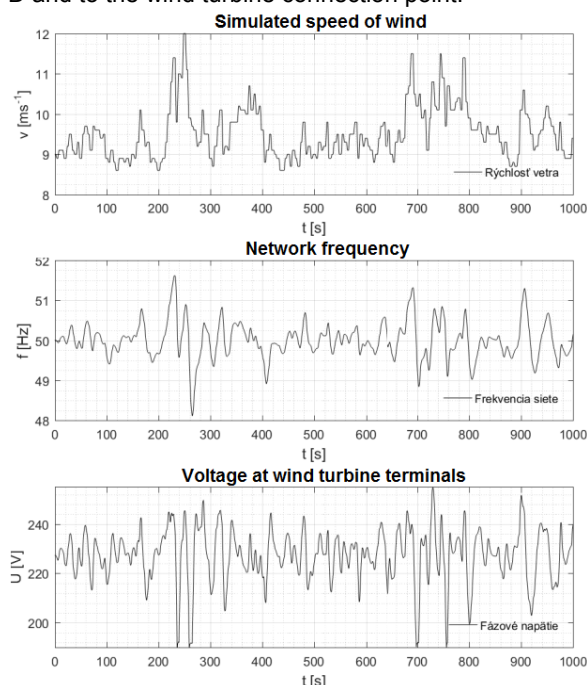 D and to the wind turbine connection point.
Simulated speed of wind
12
11
10
9
8
v [ms⁻¹]
Rýchlosť vetra
0 100 200 300 400 500 600 700 800 900 1000
t [s]
Network frequency
52
51
50
49
48
f [Hz]
Frekvencia siete
0 100 200 300 400 500 600 700 800 900 1000
t [s]
Voltage at wind turbine terminals
240
220
200
U [V]
Fázové napätie
0 100 200 300 400 500 600 700 800 900 1000
t [s]